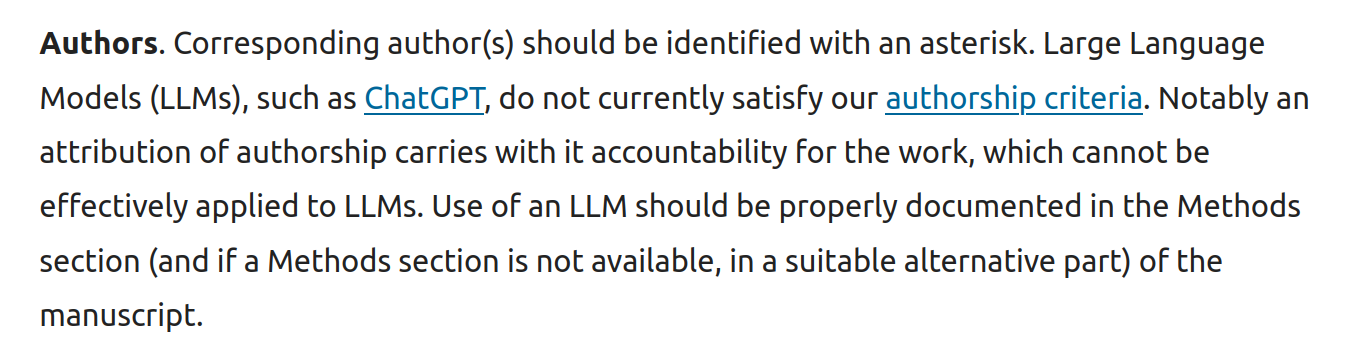 Authors. Corresponding author(s) should be identified with an asterisk. Large Language
Models (LLMs), such as ChatGPT, do not currently satisfy our authorship criteria. Notably an
attribution of authorship carries with it accountability for the work, which cannot be
effectively applied to LLMs. Use of an LLM should be properly documented in the Methods
section (and if a Methods section is not available, in a suitable alternative part) of the
manuscript.